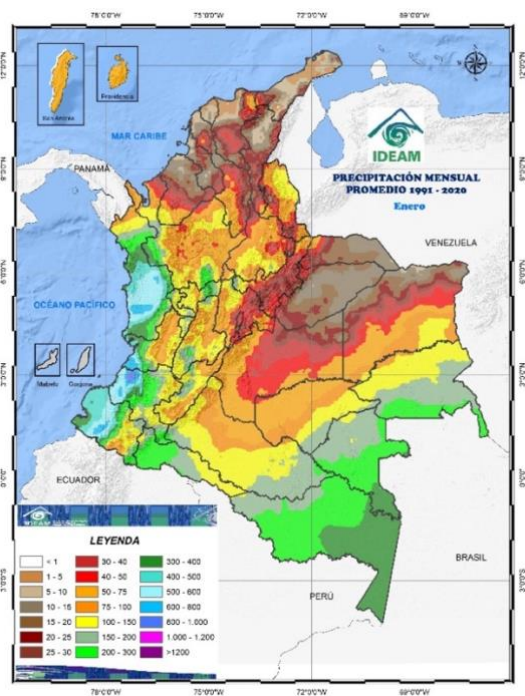 78°0'0"W 75°0'0"W 72°0'0"W 69°0'0"W
12°0'0"N
9°0'0"N
6°0'0"N
3°0'0"N
0°0'0"
3°0'0"S
Providencia
MAR CARIBE
PANAMÁ
IDEAM
PRECIPITACIÓN MENSUAL
PROMEDIO 1991 - 2020
Enero
VENEZUELA
OCÉANO PACÍFICO
Malpelo Gorgona
ECUADOR
BRASIL
PERÚ
IDEAM
LEYENDA
< 1 30 - 40 300 - 400
1 - 5 40 - 50 400 - 500
5 - 10 50 - 75 500 - 600
10 - 15 75 - 100 600 - 800
15 - 20 100 - 150 800 - 1.000
20 - 25 150 - 200 1.000 - 1.200
25 - 30 200 - 300 >1200
78°0'0"W 75°0'0"W 72°0'0"W 69°0'0"W